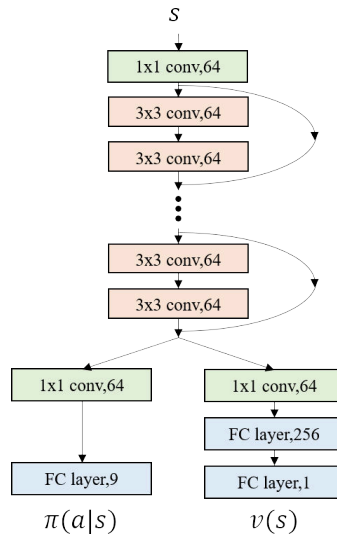 s
1x1 conv,64
3x3 conv,64
3x3 conv,64
3x3 conv,64
3x3 conv,64
1x1 conv,64
FC layer,9
π(a|s)
1x1 conv,64
FC layer,256
FC layer,1
v(s)